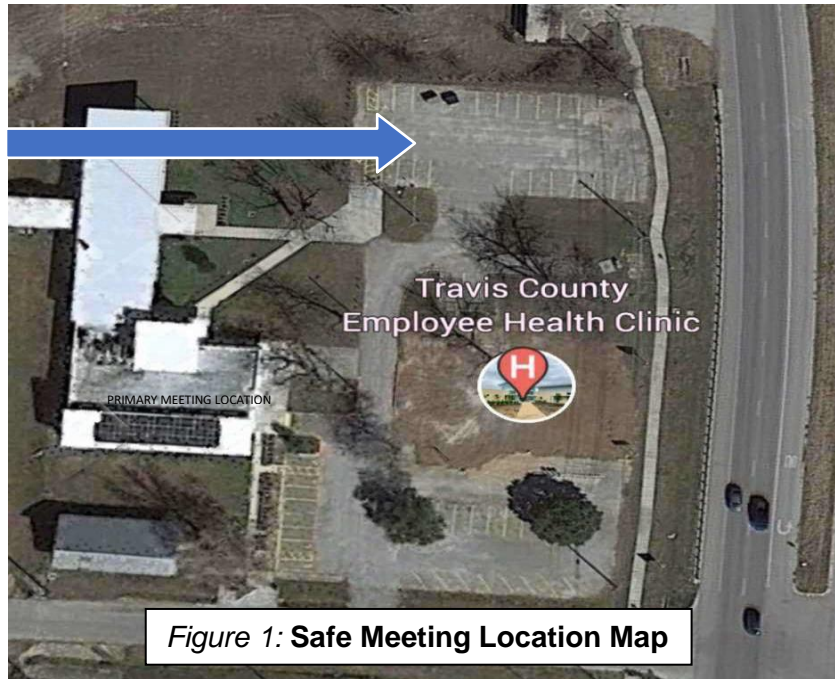 Travis County
Employee Health Clinic
H
PRIMARY MEETING LOCATION
Figure 1: Safe Meeting Location Map